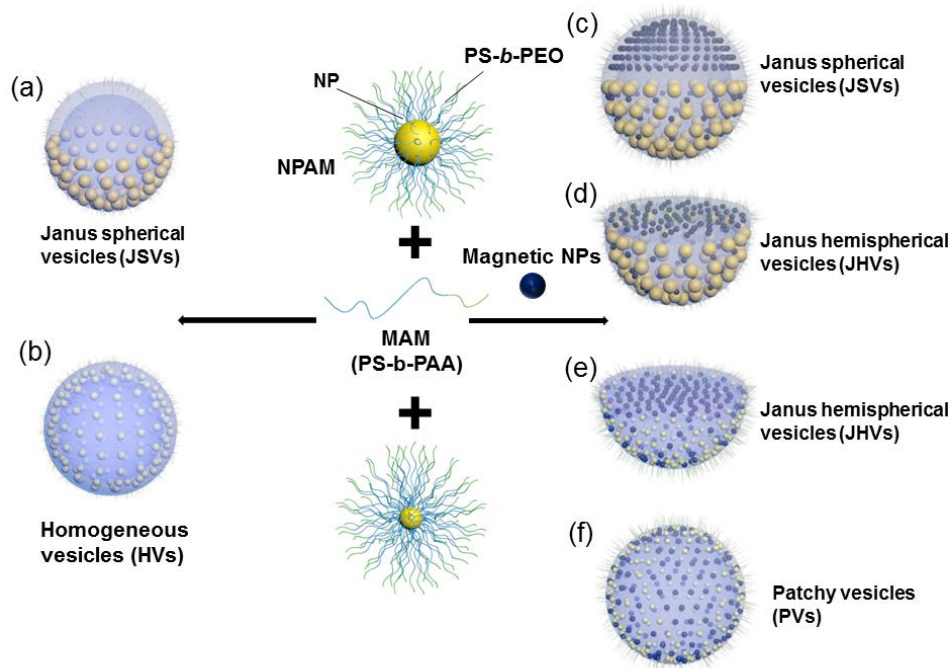 (a)
Janus spherical
vesicles (JSVs)
(b)
Homogeneous
vesicles (HVs)
PS-b-PEO
NP
NPAM
Magnetic NPs
MAM
(PS-b-PAA)
(c)
Janus spherical
vesicles (JSVs)
(d)
Janus hemispherical
vesicles (JHVs)
(e)
Janus hemispherical
vesicles (JHVs)
(f)
Patchy vesicles
(PVs)